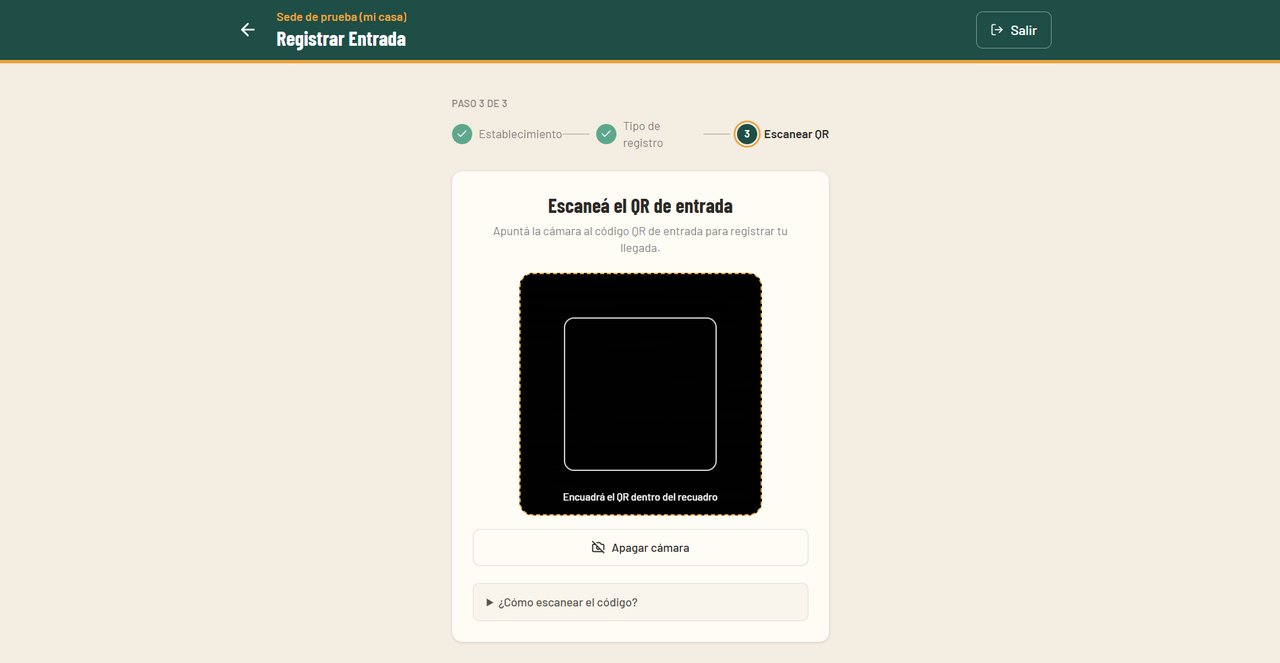 Sede de prueba (mi casa)
Registrar Entrada
Salir
PASO 3 DE 3
Establecimiento
Tipo de
registro
3
Escanear QR
Escaneá el QR de entrada
Apuntá la cámara al código QR de entrada para registrar tu
llegada.
Encuadrá el QR dentro del recuadro
Apagar cámara
¿Cómo escanear el código?